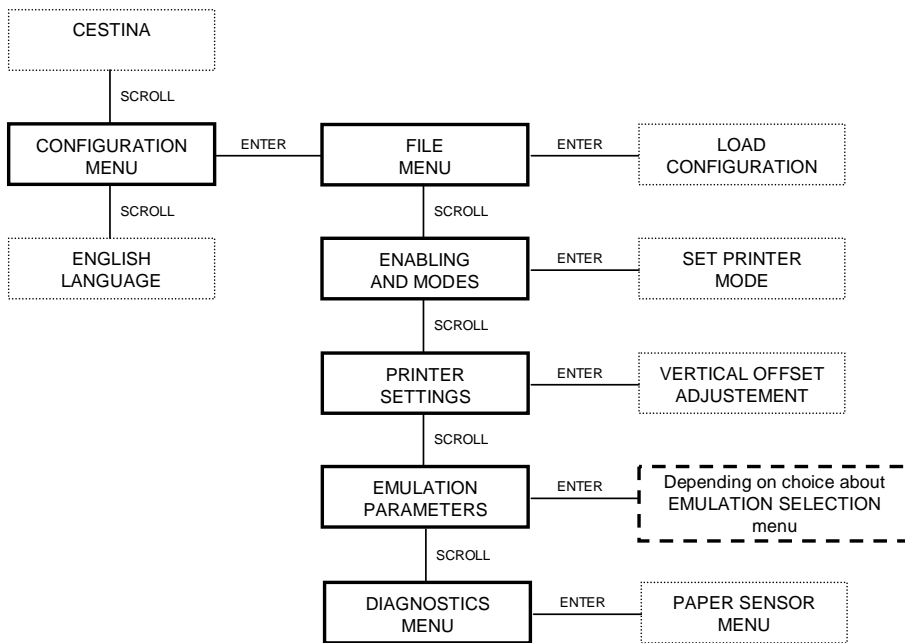 CESTINA
SCROLL
CONFIGURATION
MENU
ENTER
FILE
MENU
ENTER
LOAD
CONFIGURATION
SCROLL
SCROLL
ENGLISH
LANGUAGE
ENABLING
AND MODES
ENTER
SET PRINTER
MODE
SCROLL
PRINTER
SETTINGS
ENTER
VERTICAL OFFSET
ADJUSTEMENT
SCROLL
EMULATION
PARAMETERS
ENTER
Depending on choice about
EMULATION SELECTION
menu
SCROLL
DIAGNOSTICS
MENU
ENTER
PAPER SENSOR
MENU